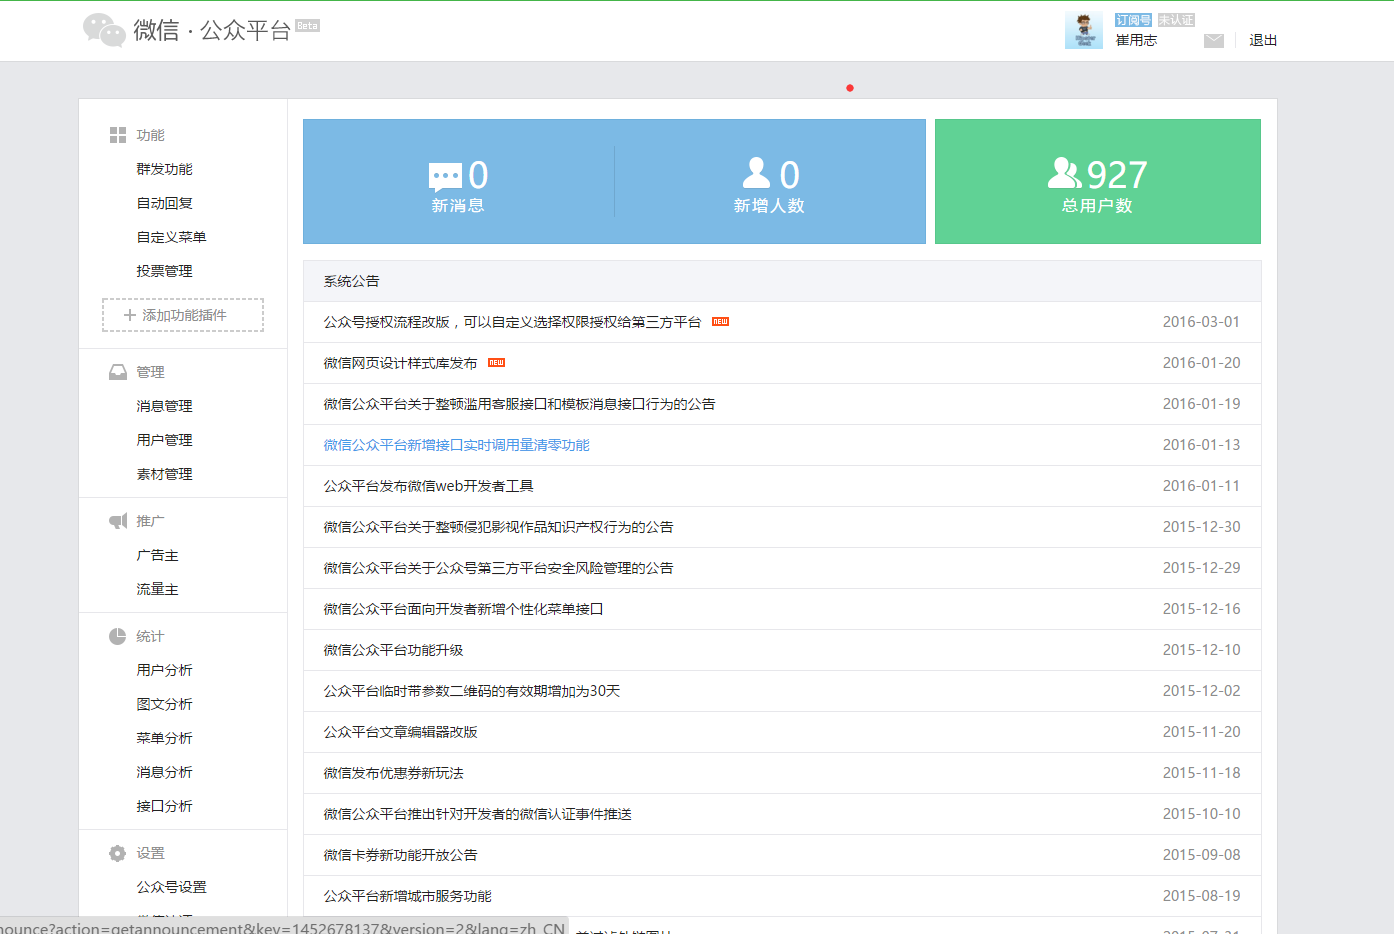 微信 · 公众平台 Beta
订阅号 未认证
崔用志 退出
功能
群发功能
自动回复
自定义菜单
投票管理
添加功能插件
管理
消息管理
用户管理
素材管理
推广
广告主
流量主
统计
用户分析
图文分析
菜单分析
消息分析
接口分析
设置
公众号设置
0
新消息
0
新增人数
927
总用户数
系统公告
公众号授权流程改版，可以自定义选择权限授权给第三方平台 NEW 2016-03-01
微信网页设计样式库发布 NEW 2016-01-20
微信公众平台关于整顿滥用客服接口和模板消息接口行为的公告 2016-01-19
微信公众平台新增接口实时调用量清零功能 2016-01-13
公众平台发布微信web开发者工具 2016-01-11
微信公众平台关于整顿侵犯影视作品知识产权行为的公告 2015-12-30
微信公众平台关于公众号第三方平台安全风险管理的公告 2015-12-29
微信公众平台面向开发者新增个性化菜单接口 2015-12-16
微信公众平台功能升级 2015-12-10
公众平台临时带参数二维码的有效期增加为30天 2015-12-02
公众平台文章编辑器改版 2015-11-20
微信发布优惠券新玩法 2015-11-18
微信公众平台推出针对开发者的微信认证事件推送 2015-10-10
微信卡券新功能开放公告 2015-09-08
公众平台新增城市服务功能 2015-08-19
nounce?action=getannouncement&key=1452678137&version=2&lang=zh_CN